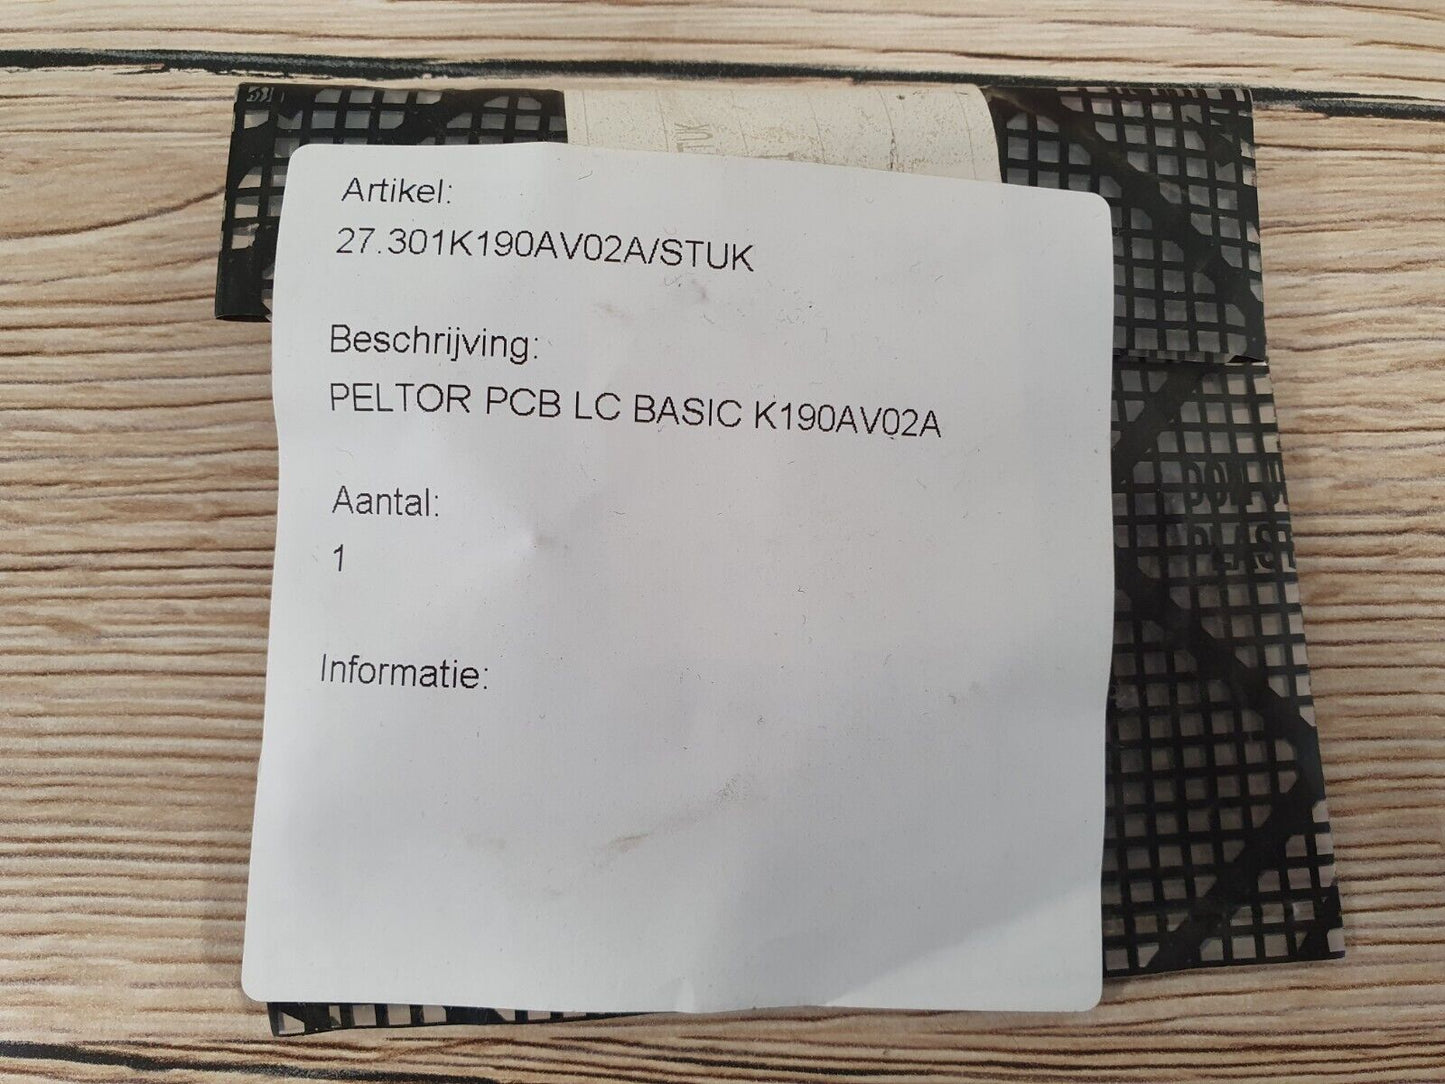 Artikel:
27.301K190AV02A/STUK
Beschrijving:
PELTOR PCB LC BASIC K190AV02A
Aantal:
1
Informatie: